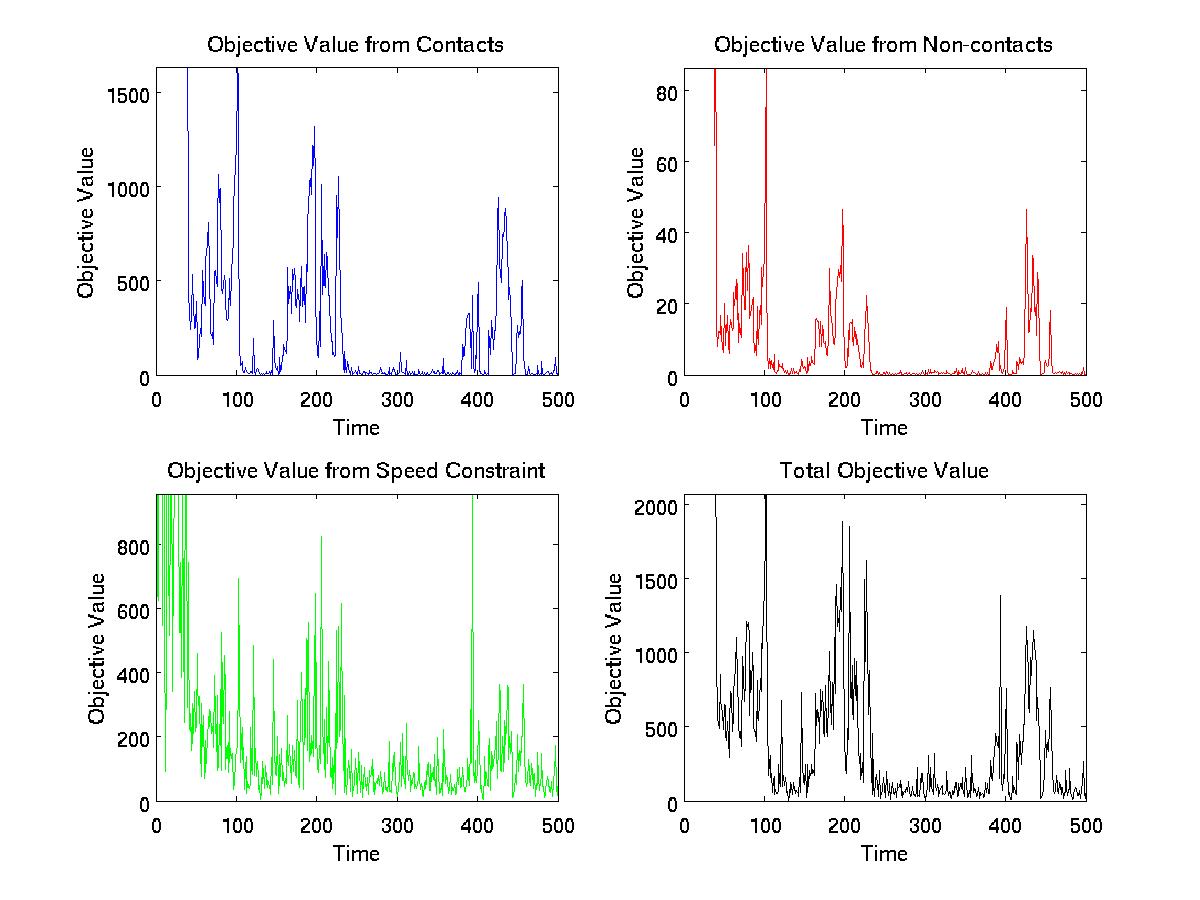 Objective Value from Contacts
Objective Value
1500
1000
500
0
0 100 200 300 400 500
Time
Objective Value from Non-contacts
Objective Value
80
60
40
20
0
0 100 200 300 400 500
Time
Objective Value from Speed Constraint
Objective Value
800
600
400
200
0
0 100 200 300 400 500
Time
Total Objective Value
Objective Value
2000
1500
1000
500
0
0 100 200 300 400 500
Time